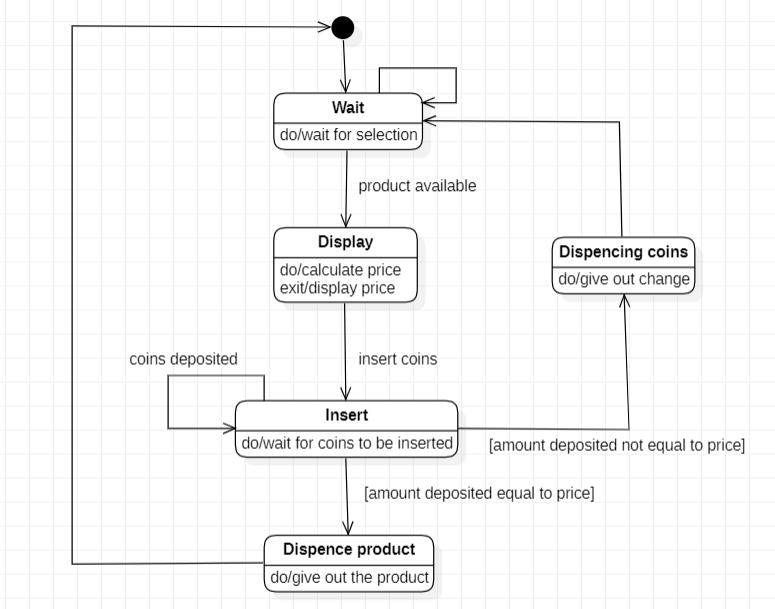 Wait
do/wait for selection
product available
Display
do/calculate price
exit/display price
Dispencing coins
do/give out change
coins deposited
insert coins
Insert
do/wait for coins to be inserted
[amount deposited not equal to price]
[amount deposited equal to price]
Dispence product
do/give out the product